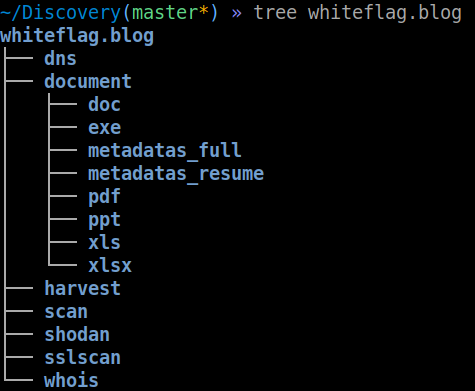 ~/Discovery(master*) » tree whiteflag.blog
whiteflag.blog
├── dns
├── document
│   ├── doc
│   ├── exe
│   ├── metadatas_full
│   ├── metadatas_resume
│   ├── pdf
│   ├── ppt
│   ├── xls
│   └── xlsx
├── harvest
├── scan
├── shodan
├── sslscan
└── whois